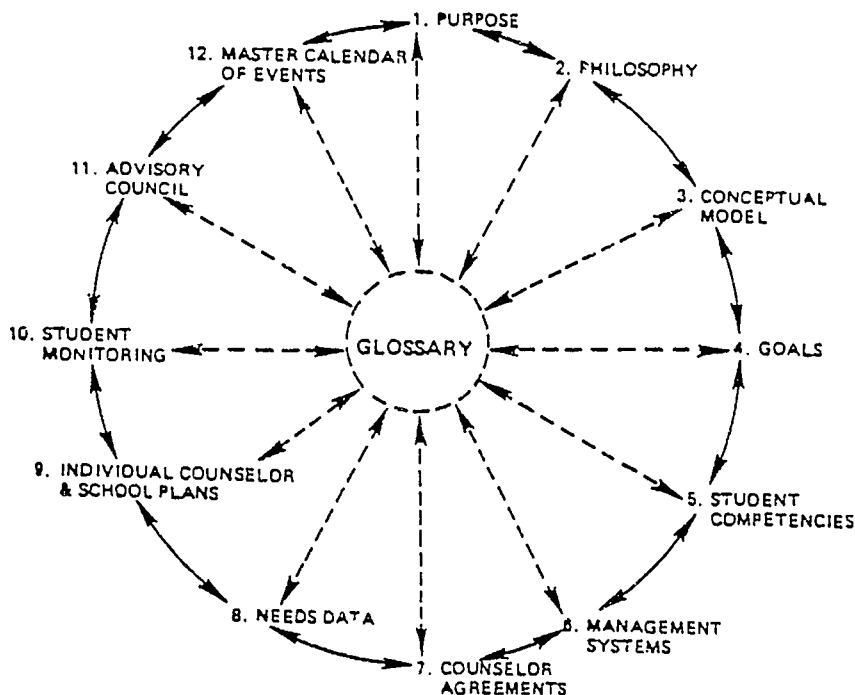 1. PURPOSE
2. PHILOSOPHY
3. CONCEPTUAL
MODEL
4. GOALS
5. STUDENT
COMPETENCIES
6. MANAGEMENT
SYSTEMS
7. COUNSELOR
AGREEMENTS
8. NEEDS DATA
9. INDIVIDUAL COUNSELOR
& SCHOOL PLANS
10. STUDENT
MONITORING
11. ADVISORY
COUNCIL
12. MASTER CALENDAR
OF EVENTS
GLOSSARY